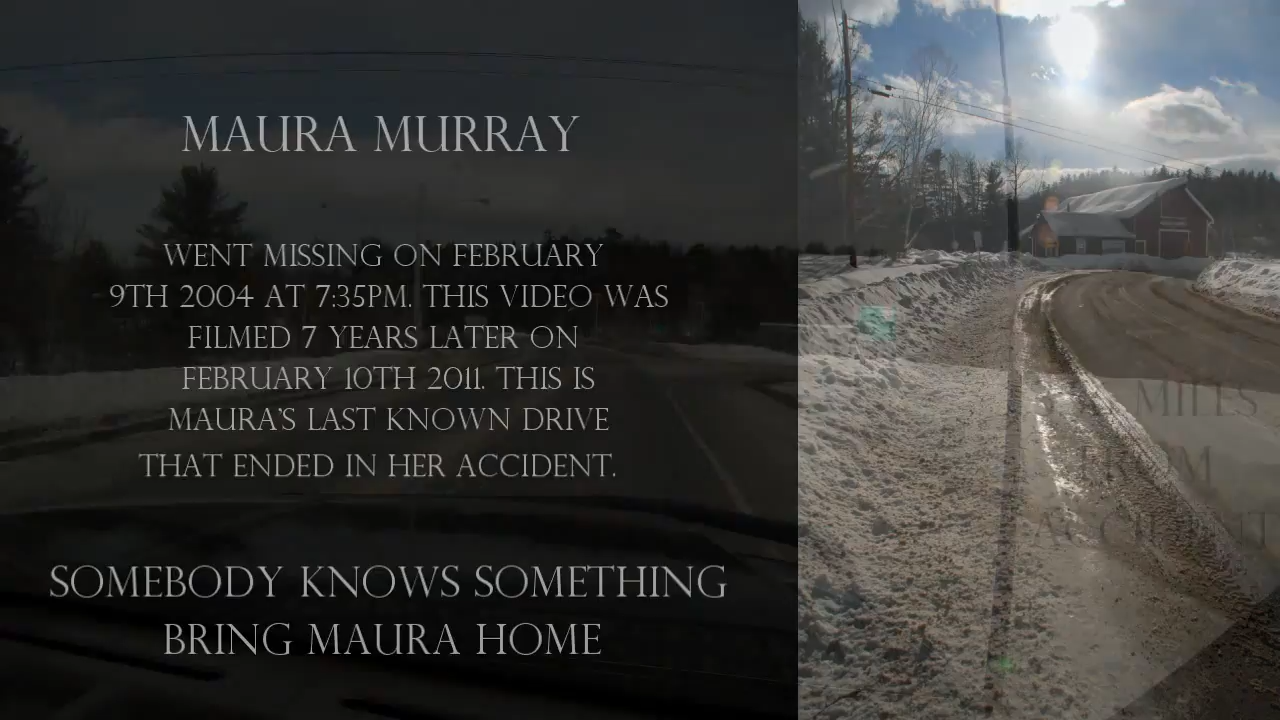 MAURA MURRAY
WENT MISSING ON FEBRUARY
9TH 2004 AT 7:35PM. THIS VIDEO WAS
FILMED 7 YEARS LATER ON
FEBRUARY 10TH 2011. THIS IS
MAURA'S LAST KNOWN DRIVE
THAT ENDED IN HER ACCIDENT.
SOMEBODY KNOWS SOMETHING
BRING MAURA HOME
MILES